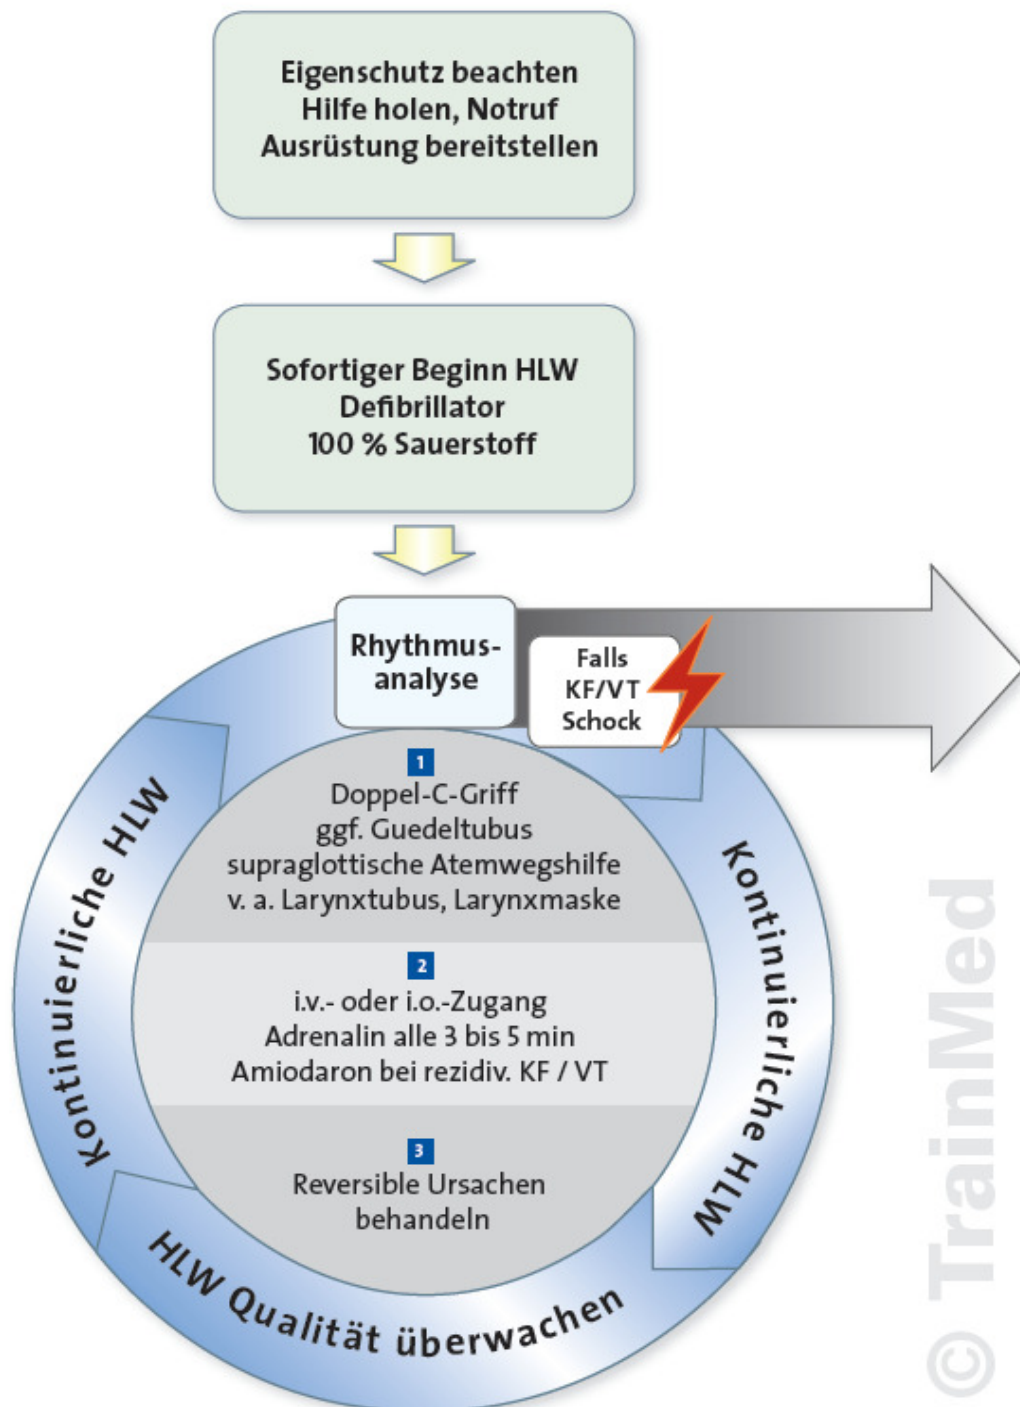 Eigenschutz beachten
Hilfe holen, Notruf
Ausrüstung bereitstellen
Sofortiger Beginn HLW
Defibrillator
100 % Sauerstoff
Rhythmus-
analyse
Falls
KF/VT
Schock
1
Doppel-C-Griff
ggf. Guedeltubus
supraglottische Atemwegshilfe
v. a. Larynxtubus, Larynxmaske
2
i.v.- oder i.o.-Zugang
Adrenalin alle 3 bis 5 min
Amiodaron bei rezidiv. KF / VT
3
Reversible Ursachen
behandeln
Kontinuierliche HLW
HLW Qualität überwachen
Kontinuierliche HLW
© TrainMed